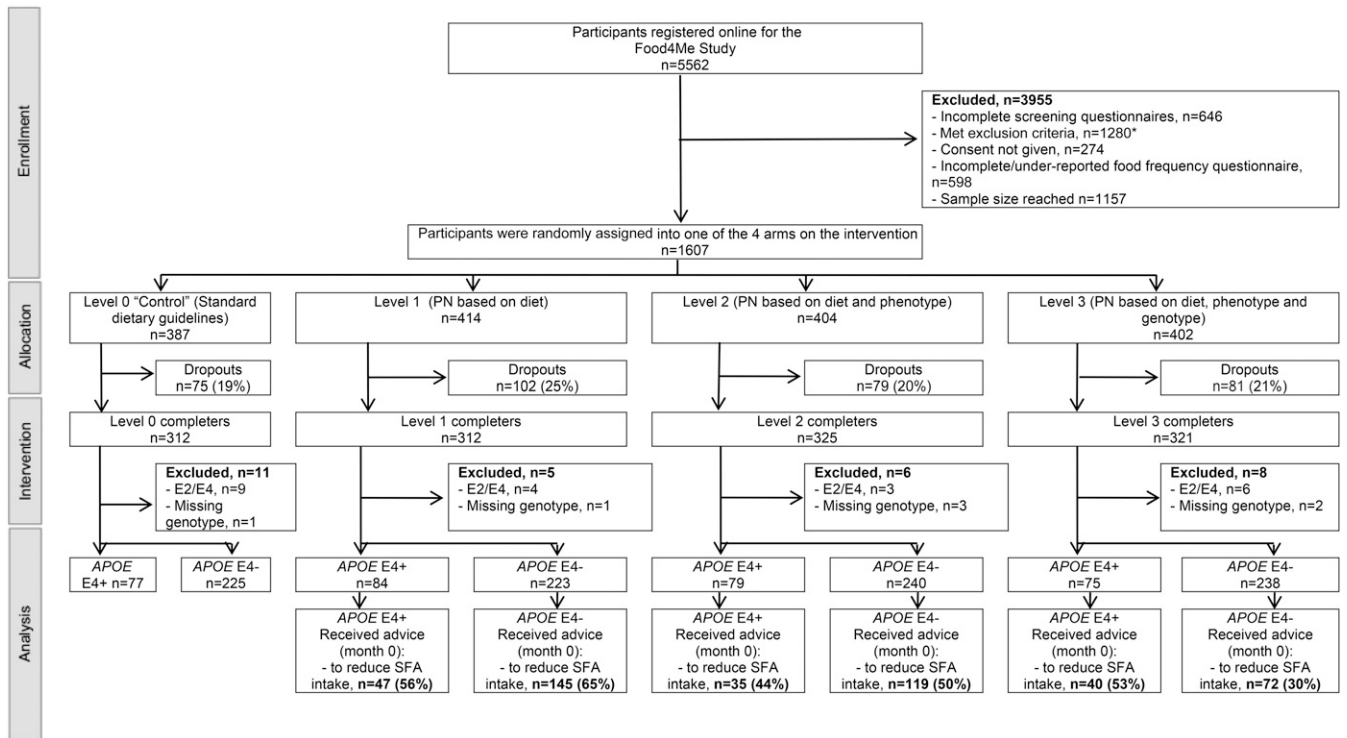 Enrollment
Participants registered online for the
Food4Me Study
n=5562
Excluded, n=3955
- Incomplete screening questionnaires, n=646
- Met exclusion criteria, n=1280*
- Consent not given, n=274
- Incomplete/under-reported food frequency questionnaire,
n=598
- Sample size reached n=1157
Participants were randomly assigned into one of the 4 arms on the intervention
n=1607
Allocation
Level 0 “Control” (Standard
dietary guidelines)
n=387
Level 1 (PN based on diet)
n=414
Level 2 (PN based on diet and phenotype)
n=404
Level 3 (PN based on diet, phenotype and
genotype)
n=402
Dropouts
n=75 (19%)
Dropouts
n=102 (25%)
Dropouts
n=79 (20%)
Dropouts
n=81 (21%)
Intervention
Level 0 completers
n=312
Level 1 completers
n=312
Level 2 completers
n=325
Level 3 completers
n=321
Excluded, n=11
- E2/E4, n=9
- Missing
genotype, n=1
Excluded, n=5
- E2/E4, n=4
- Missing genotype, n=1
Excluded, n=6
- E2/E4, n=3
- Missing genotype, n=3
Excluded, n=8
- E2/E4, n=6
- Missing genotype, n=2
Analysis
APOE
E4+ n=77
APOE E4-
n=225
APOE E4+
n=84
APOE E4-
n=223
APOE E4+
n=79
APOE E4-
n=240
APOE E4+
n=75
APOE E4-
n=238
APOE E4+
Received advice
(month 0):
- to reduce SFA
intake, n=47 (56%)
APOE E4-
Received advice
(month 0):
- to reduce SFA
intake, n=145 (65%)
APOE E4+
Received advice
(month 0):
- to reduce SFA
intake, n=35 (44%)
APOE E4-
Received advice
(month 0):
- to reduce SFA
intake, n=119 (50%)
APOE E4+
Received advice
(month 0):
- to reduce SFA
intake, n=40 (53%)
APOE E4-
Received advice
(month 0):
- to reduce SFA
intake, n=72 (30%)